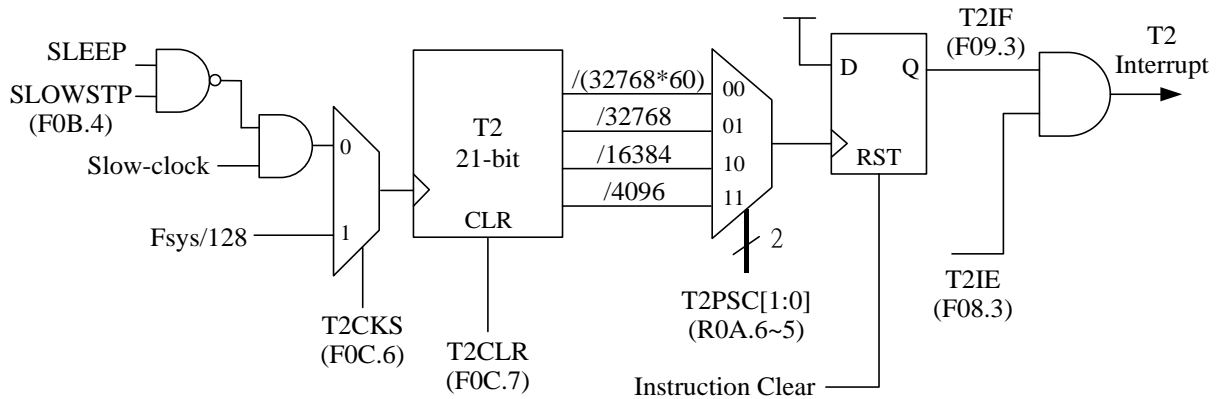 SLEEP
SLOWSTP
(F0B.4)
Slow-clock
Fsys/128
0
1
T2CKS
(F0C.6)
T2
21-bit
CLR
T2CLR
(F0C.7)
/(32768*60)
/32768
/16384
/4096
00
01
10
11
2
T2PSC[1:0]
(R0A.6~5)
D
Q
RST
Instruction Clear
T2IF
(F09.3)
T2IE
(F08.3)
T2
Interrupt